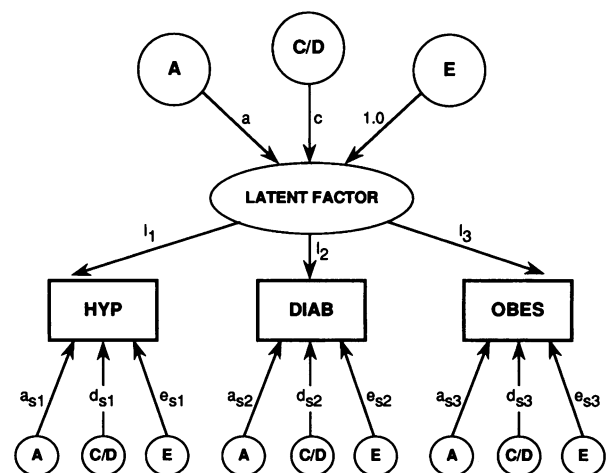 A C/D E
a c 1.0
LATENT FACTOR
l1 l2 l3
HYP DIAB OBES
as1 ds1 es1 as2 ds2 es2 as3 ds3 es3
A C/D E A C/D E A C/D E